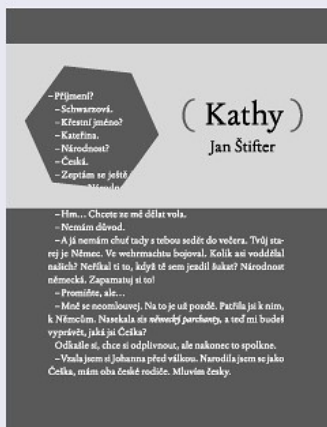 ( Kathy )
Jan Štifter
– Příjmení?
– Schwarzová.
– Křestní jméno?
– Kateřina.
– Národnost?
– Česká.
– Zeptám se ještě
– Hm… Chcete ze mě dělat vola.
– Nemám důvod.
– A já nemám chuť tady s tebou sedět do večera. Tvůj sta-
rej je Němec. Ve wehrmachtu bojoval. Kolik asi voddělal
našich? Neříkal ti to, když tě sem jezdil šukat? Národnost
německá. Zapamatuj si to!
– Promiňte, ale…
– Mně se neomlouvej. Na to je už pozdě. Patřila jsi k nim,
k Němcům. Nasekala sis německý parchanty, a teď mi budeš
vyprávět, jaká jsi Češka?
Odkašle si, chce si odplivnout, ale nakonec to spolkne.
– Vzala jsem si Johanna před válkou. Narodila jsem se jako
Češka, mám oba české rodiče. Mluvím česky.